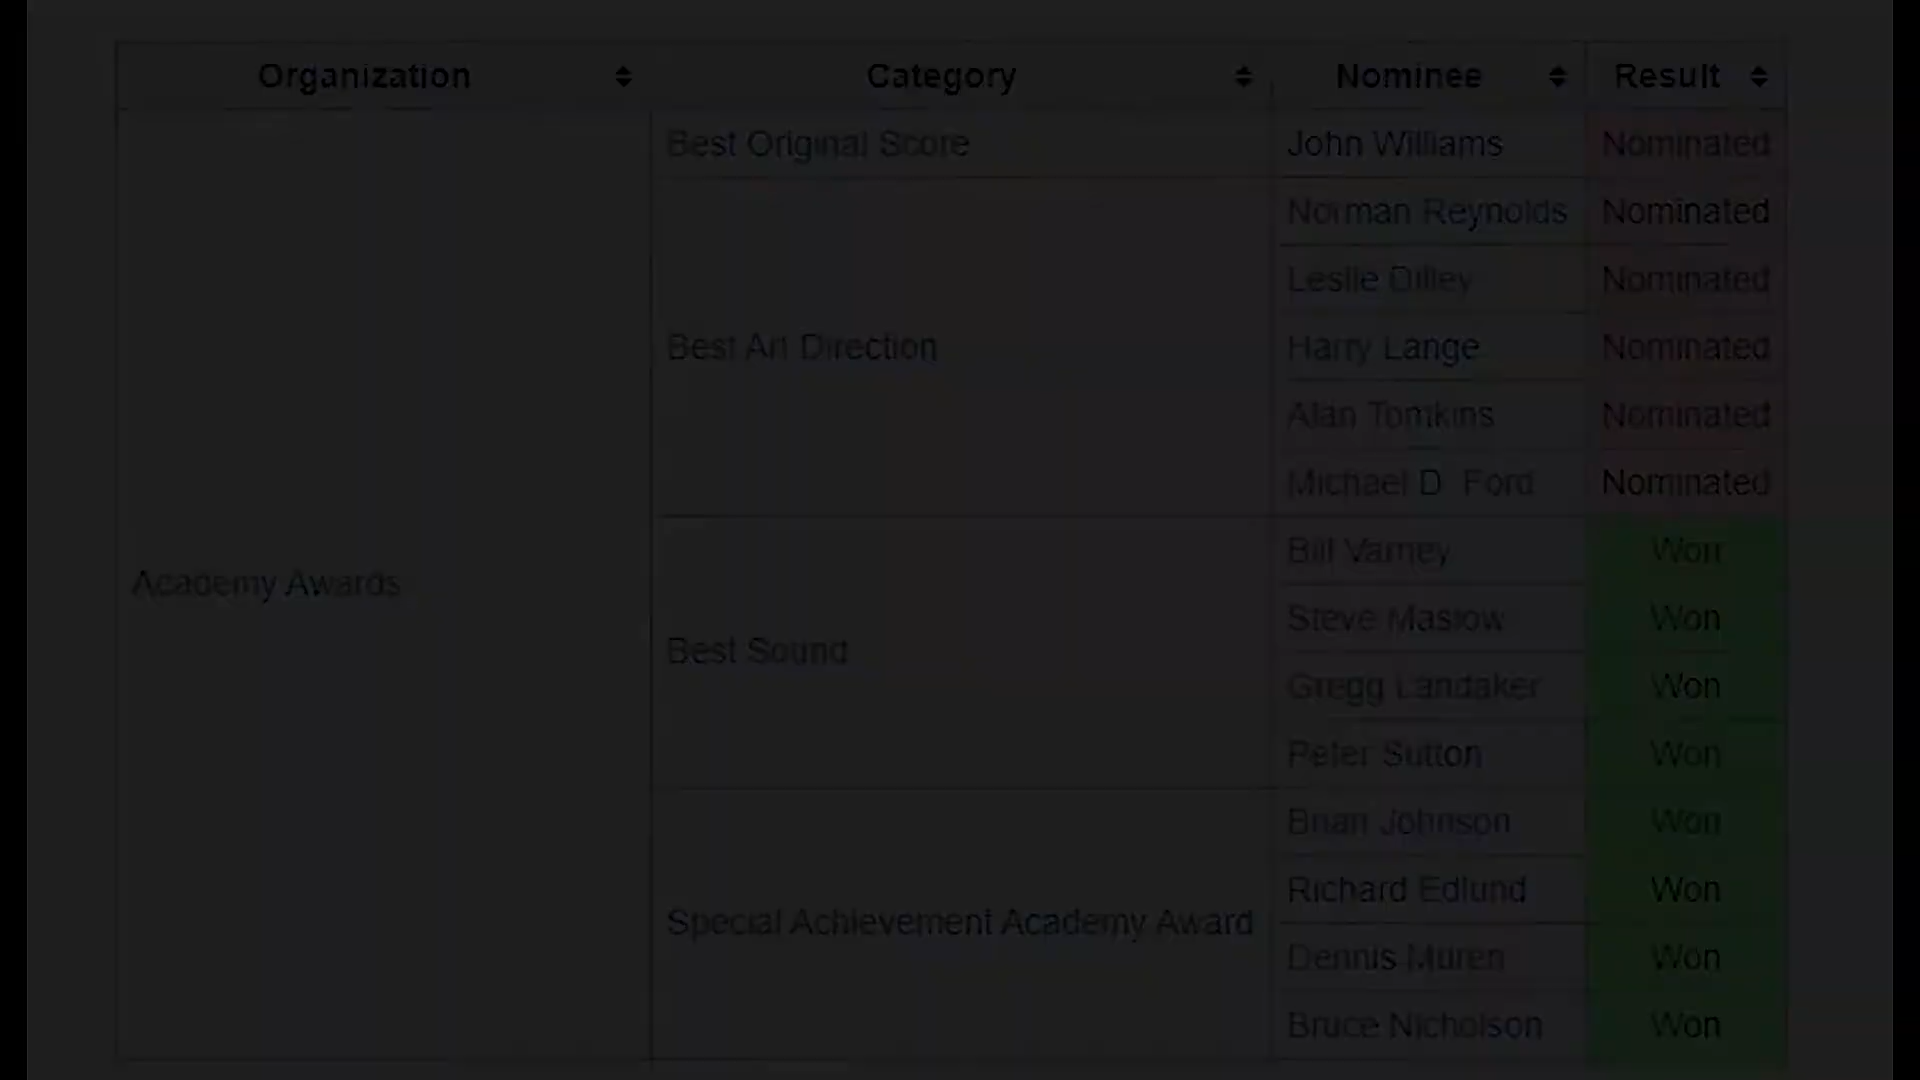 Organization Category Nominee Result
Best Original Score John Williams Nominated
Norman Reynolds Nominated
Leslie Dilley Nominated
Best Art Direction Harry Lange Nominated
Alan Tomkins Nominated
Michael D. Ford Nominated
Bill Varney Won
Academy Awards
Steve Maslow Won
Best Sound
Gregg Landaker Won
Peter Sutton Won
Brian Johnson Won
Richard Edlund Won
Special Achievement Academy Award
Dennis Muren Won
Bruce Nicholson Won